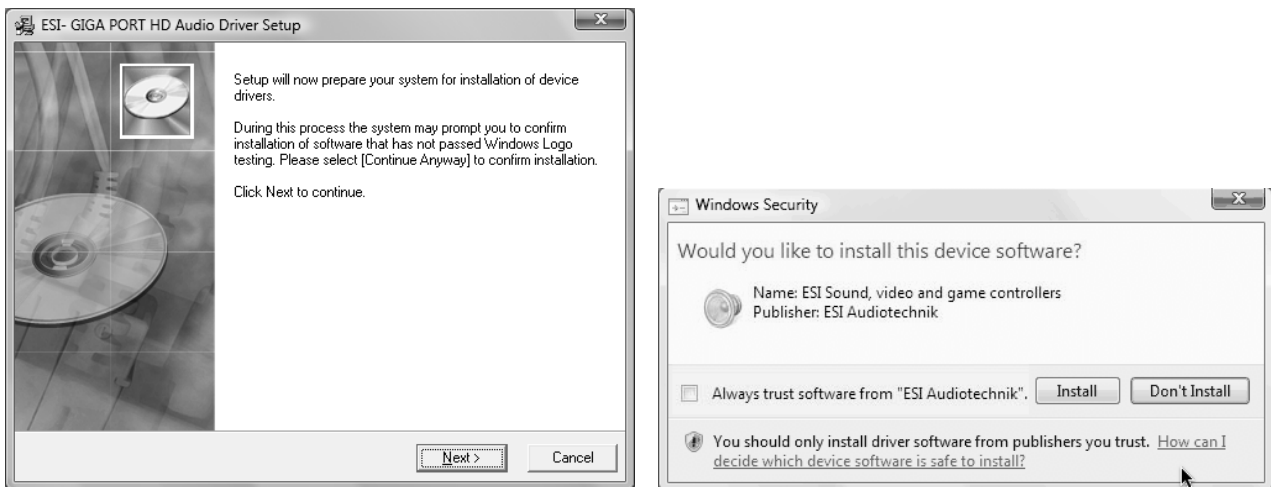 ESI- GIGA PORT HD Audio Driver Setup
Setup will now prepare your system for installation of device
drivers.
During this process the system may prompt you to confirm
installation of software that has not passed Windows Logo
testing. Please select [Continue Anyway] to confirm installation.
Click Next to continue.
Next >
Cancel
Windows Security
Would you like to install this device software?
Name: ESI Sound, video and game controllers
Publisher: ESI Audiotechnik
Always trust software from "ESI Audiotechnik".
Install
Don't Install
You should only install driver software from publishers you trust. How can I
decide which device software is safe to install?